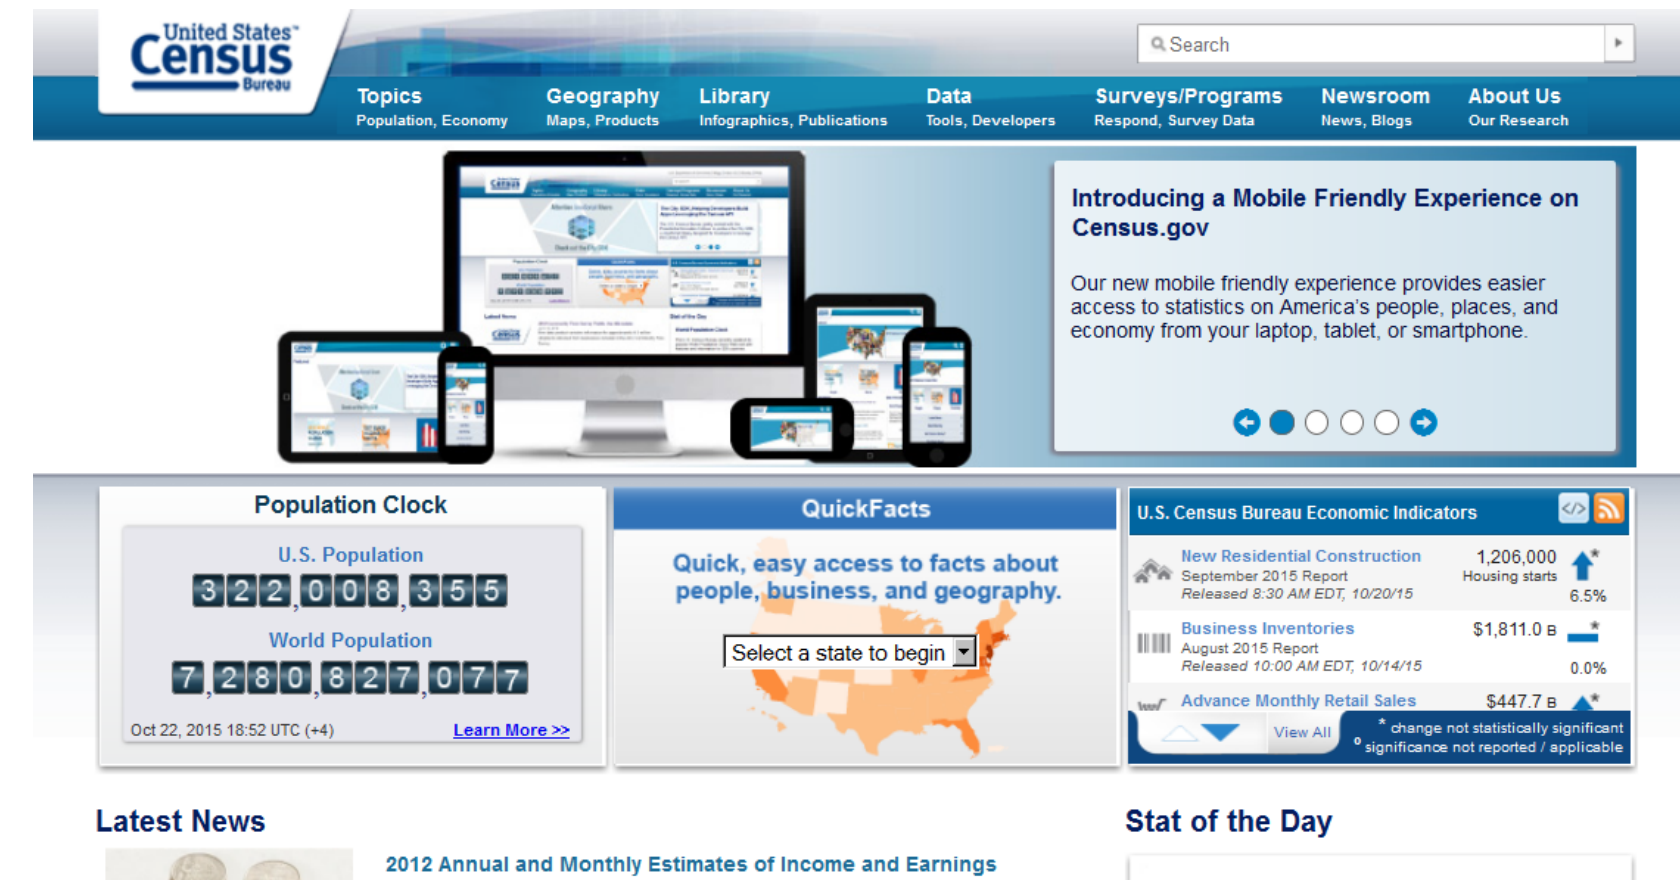 United States™
Census
Bureau
Search
Topics
Population, Economy
Geography
Maps, Products
Library
Infographics, Publications
Data
Tools, Developers
Surveys/Programs
Respond, Survey Data
Newsroom
News, Blogs
About Us
Our Research
Introducing a Mobile Friendly Experience on
Census.gov
Our new mobile friendly experience provides easier
access to statistics on America's people, places, and
economy from your laptop, tablet, or smartphone.
Population Clock
U.S. Population
322,008,355
World Population
7,280,827,077
Oct 22, 2015 18:52 UTC (+4)
Learn More >>
QuickFacts
Quick, easy access to facts about
people, business, and geography.
Select a state to begin
U.S. Census Bureau Economic Indicators
</>
New Residential Construction
September 2015 Report
Released 8:30 AM EDT, 10/20/15
1,206,000
Housing starts
*
6.5%
Business Inventories
August 2015 Report
Released 10:00 AM EDT, 10/14/15
$1,811.0 B
*
0.0%
Advance Monthly Retail Sales
$447.7 B
*
View All
* change not statistically significant
o significance not reported / applicable
Latest News
2012 Annual and Monthly Estimates of Income and Earnings
Stat of the Day